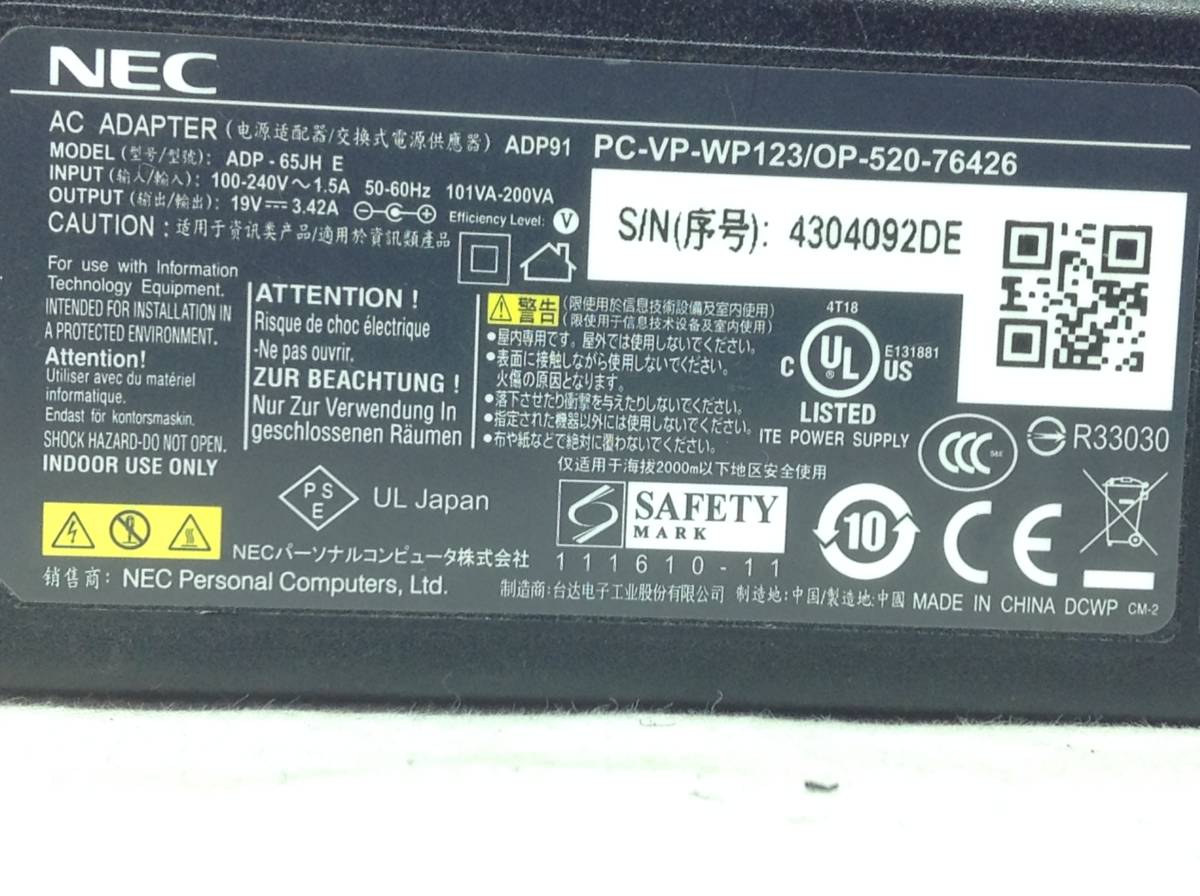 NEC
AC ADAPTER (电源适配器/交換式電源供應器) ADP91 PC-VP-WP123/OP-520-76426
MODEL (型号/型號): ADP-65JH E
INPUT (输入/輸入): 100-240V～1.5A 50-60Hz 101VA-200VA
OUTPUT (输出/輸出): 19V⎓3.42A Efficiency Level: V
CAUTION : 适用于资讯类产品/適用於資訊類產品
S/N(序号): 4304092DE
For use with Information
Technology Equipment.
INTENDED FOR INSTALLATION IN
A PROTECTED ENVIRONMENT.
Attention!
Utiliser avec du matériel
informatique.
Endast för kontorsmaskin.
SHOCK HAZARD-DO NOT OPEN.
INDOOR USE ONLY
ATTENTION !
Risque de choc électrique
-Ne pas ouvrir.
ZUR BEACHTUNG !
Nur Zur Verwendung In
geschlossenen Räumen
警告 (限使用於信息技術設備及室内使用)
(限使用于信息技术设备及室内使用)
●屋内専用です。屋外では使用しないでください。
●表面に接触しながら使用しないでください。
火傷の原因となります。
●落下させたり衝撃を与えたりしないでください。
●指定された機器以外には使用しないでください。
●布や紙などで絶対に覆わないでください。
仅适用于海拔2000m以下地区安全使用
4T18
C UL US
®
E131881
LISTED
ITE POWER SUPPLY
CCC S&E
R33030
PSE
UL Japan
SAFETY
MARK
111610-11
10
CE
NECパーソナルコンピュータ株式会社
销售商: NEC Personal Computers, Ltd.
制造商:台达电子工业股份有限公司 制造地:中国/製造地:中國 MADE IN CHINA DCWP CM-2